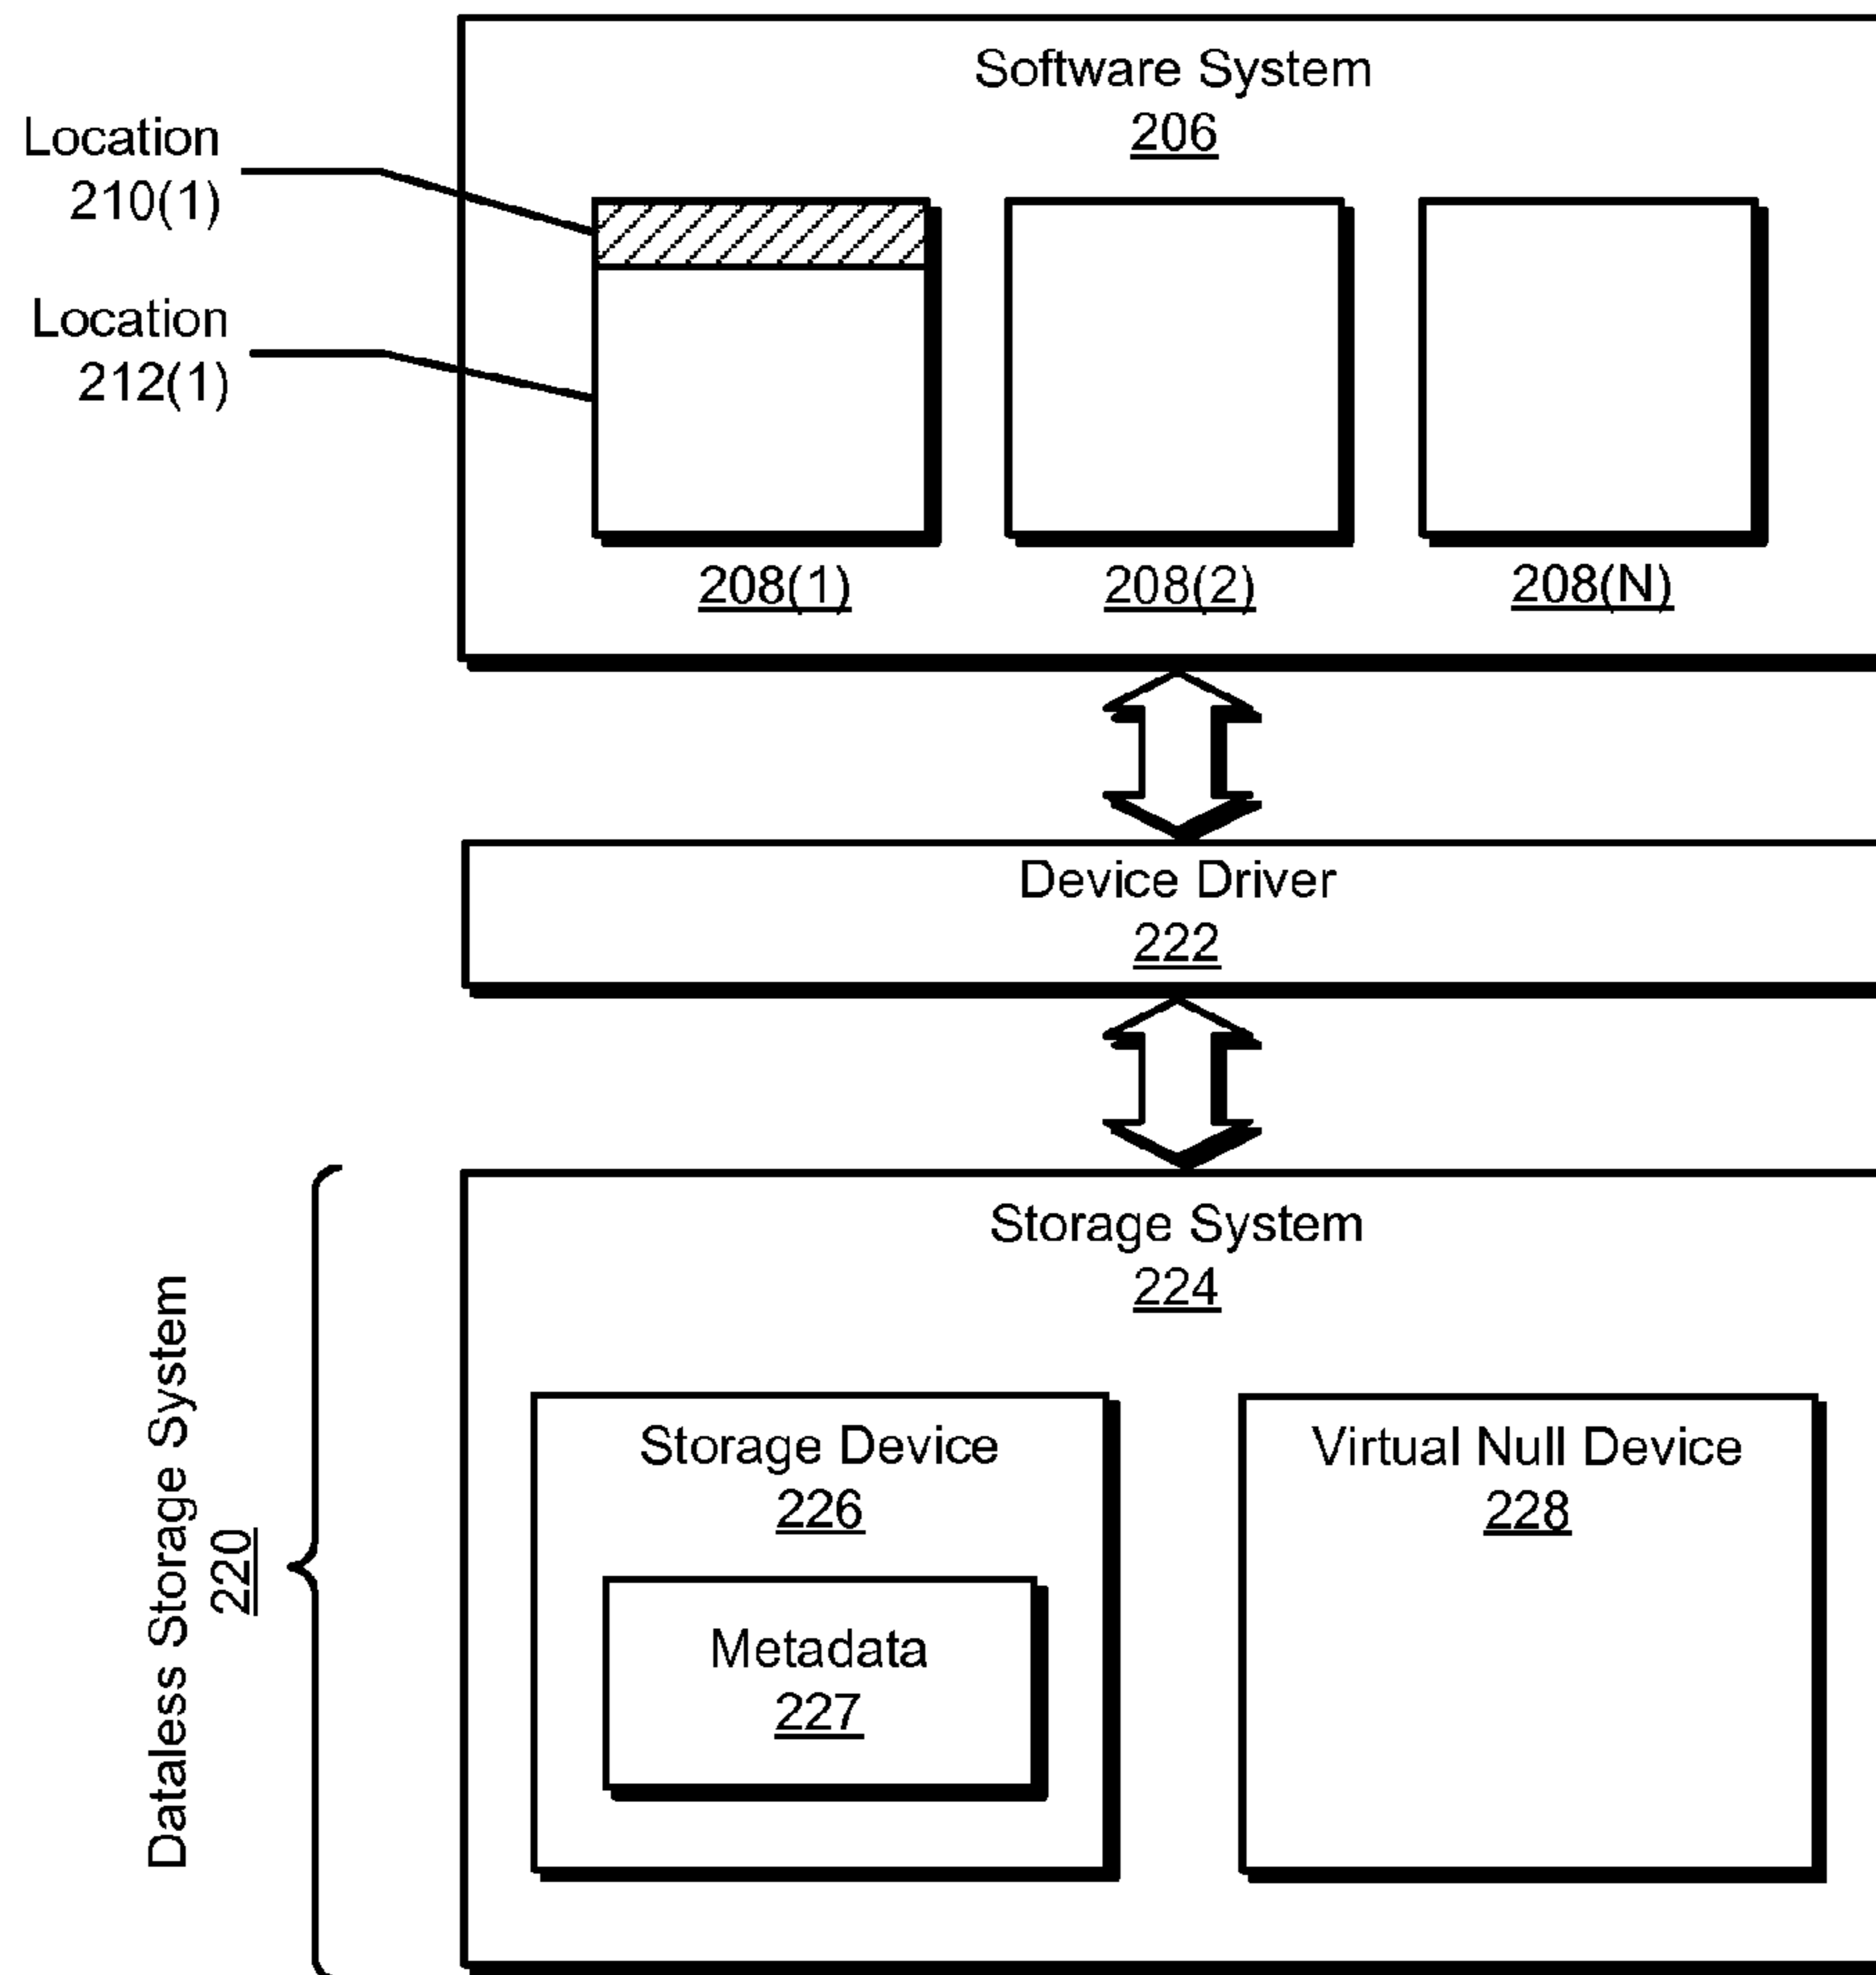 Software System
206
Location
210(1)
Location
212(1)
208(1)
208(2)
208(N)
Device Driver
222
Dataless Storage System
220
Storage System
224
Storage Device
226
Metadata
227
Virtual Null Device
228